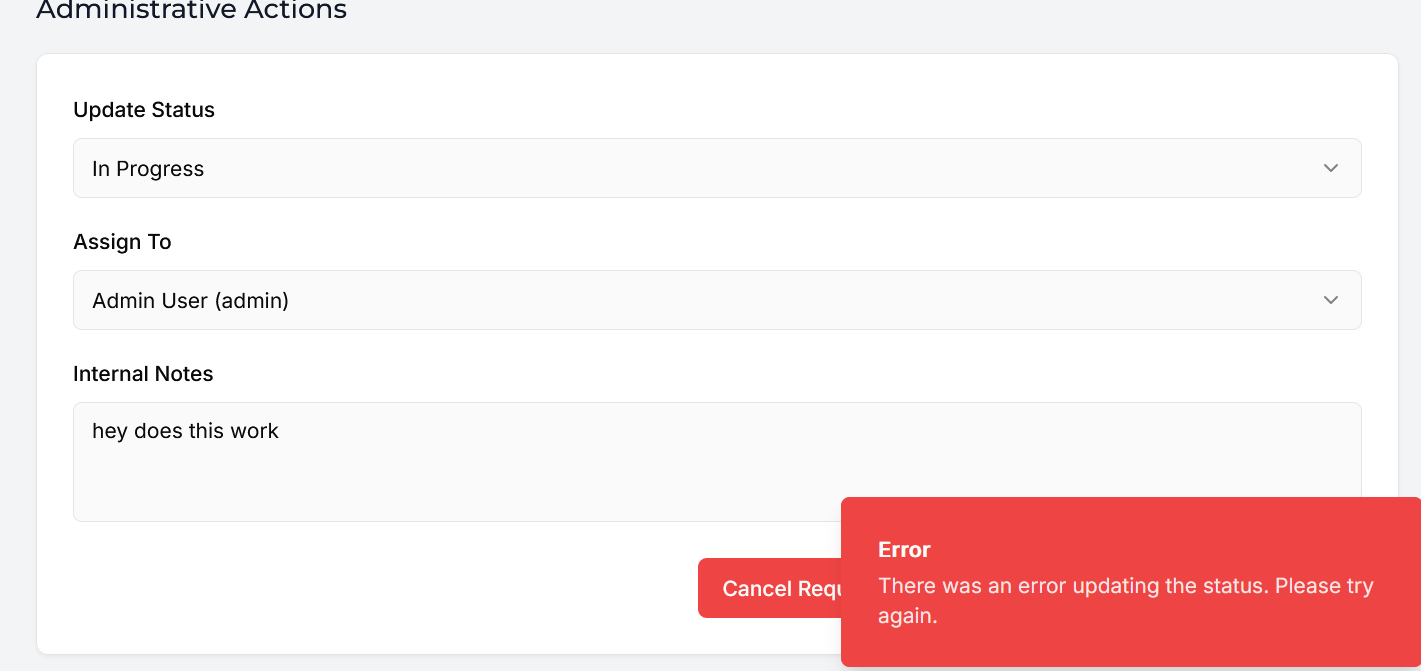 Administrative Actions
Update Status
In Progress
Assign To
Admin User (admin)
Internal Notes
hey does this work
Cancel Requ
Error
There was an error updating the status. Please try
again.